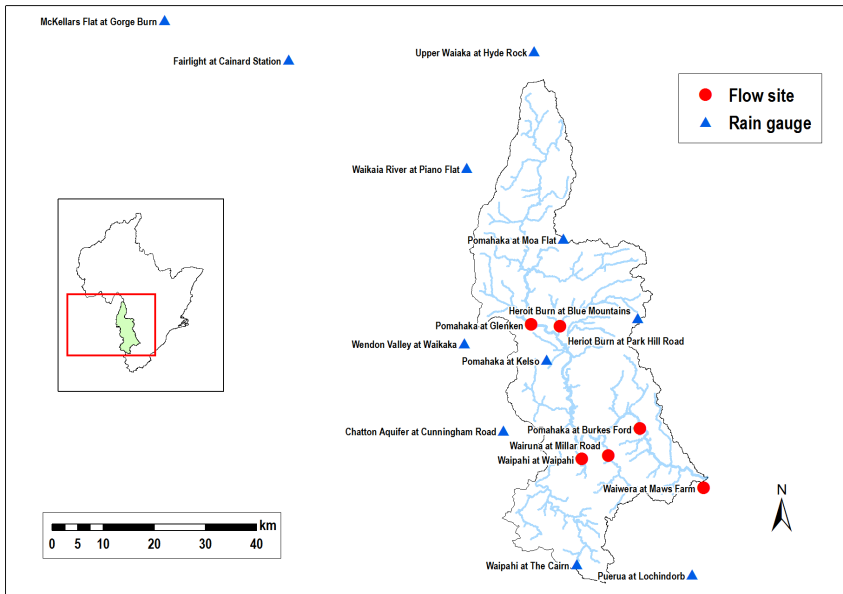 McKellars Flat at Gorge Burn
Fairlight at Cainard Station
Upper Waiaka at Hyde Rock
Flow site
Rain gauge
Waikaia River at Piano Flat
Pomahaka at Moa Flat
Heroit Burn at Blue Mountains
Pomahaka at Glenken
Heriot Burn at Park Hill Road
Wendon Valley at Waikaka
Pomahaka at Kelso
Chatton Aquifer at Cunningham Road
Pomahaka at Burkes Ford
Wairuna at Millar Road
Waipahi at Waipahi
Waiwera at Maws Farm
N
km
0 5 10 20 30 40
Waipahi at The Cairn
Puerua at Lochindorb